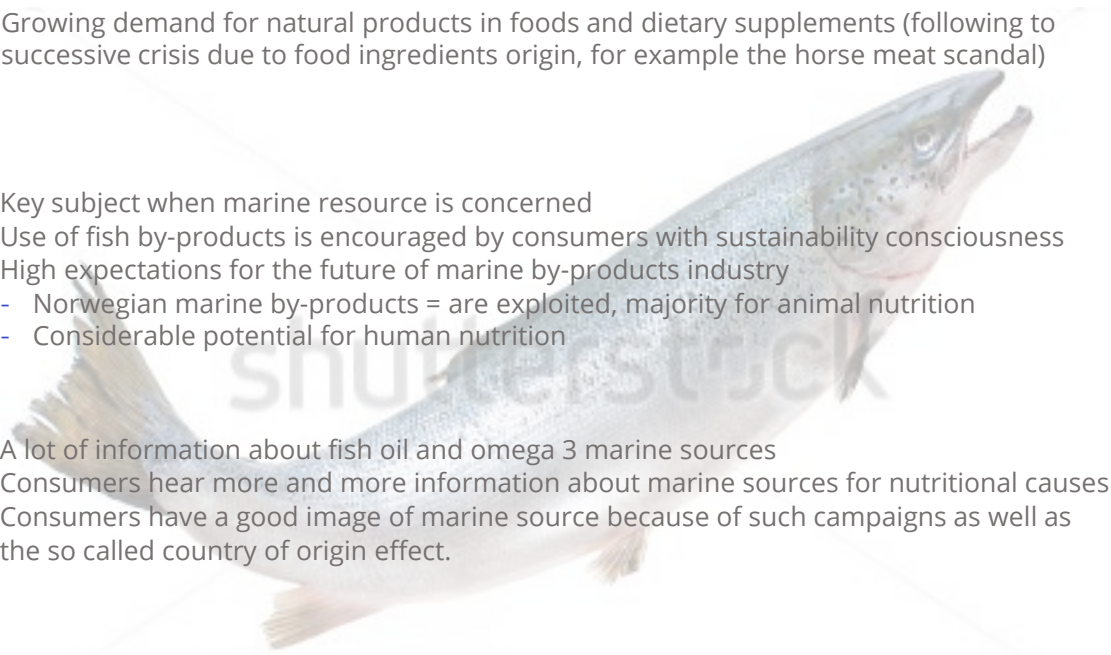 Growing demand for natural products in foods and dietary supplements (following to
successive crisis due to food ingredients origin, for example the horse meat scandal)
Key subject when marine resource is concerned
Use of fish by-products is encouraged by consumers with sustainability consciousness
High expectations for the future of marine by-products industry
- Norwegian marine by-products = are exploited, majority for animal nutrition
- Considerable potential for human nutrition
shutterstock
A lot of information about fish oil and omega 3 marine sources
Consumers hear more and more information about marine sources for nutritional causes
Consumers have a good image of marine source because of such campaigns as well as
the so called country of origin effect.